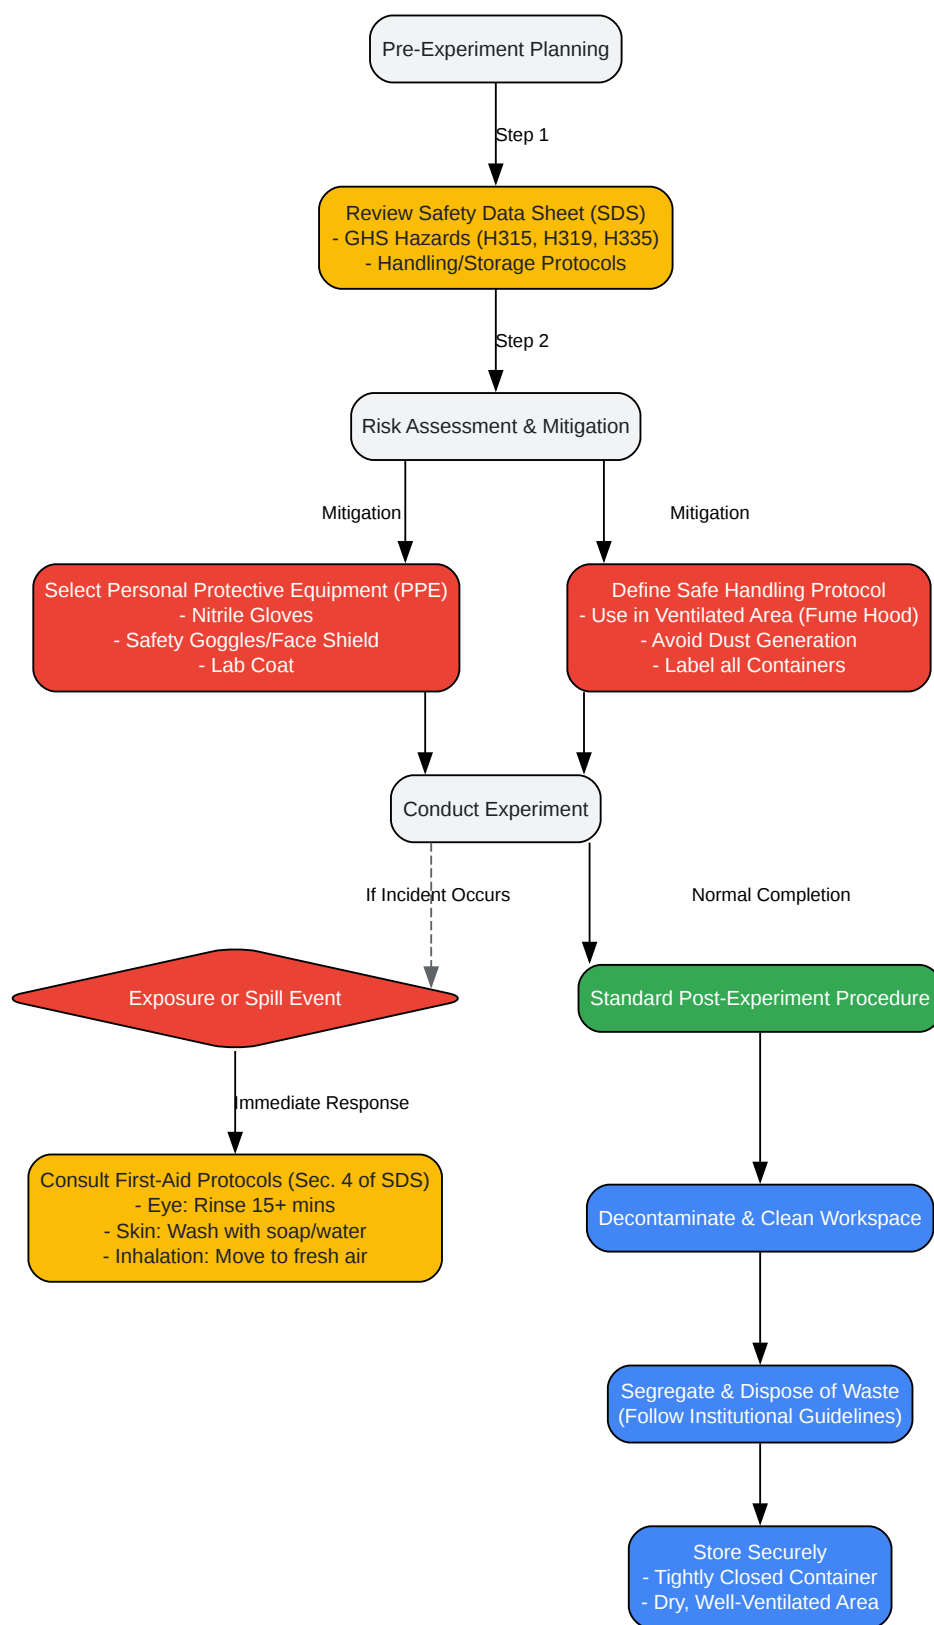 Pre-Experiment Planning
Step 1
Review Safety Data Sheet (SDS)
- GHS Hazards (H315, H319, H335)
- Handling/Storage Protocols
Step 2
Risk Assessment & Mitigation
Mitigation
Mitigation
Select Personal Protective Equipment (PPE)
- Nitrile Gloves
- Safety Goggles/Face Shield
- Lab Coat
Define Safe Handling Protocol
- Use in Ventilated Area (Fume Hood)
- Avoid Dust Generation
- Label all Containers
Conduct Experiment
If Incident Occurs
Normal Completion
Exposure or Spill Event
Standard Post-Experiment Procedure
Immediate Response
Consult First-Aid Protocols (Sec. 4 of SDS)
- Eye: Rinse 15+ mins
- Skin: Wash with soap/water
- Inhalation: Move to fresh air
Decontaminate & Clean Workspace
Segregate & Dispose of Waste
(Follow Institutional Guidelines)
Store Securely
- Tightly Closed Container
- Dry, Well-Ventilated Area